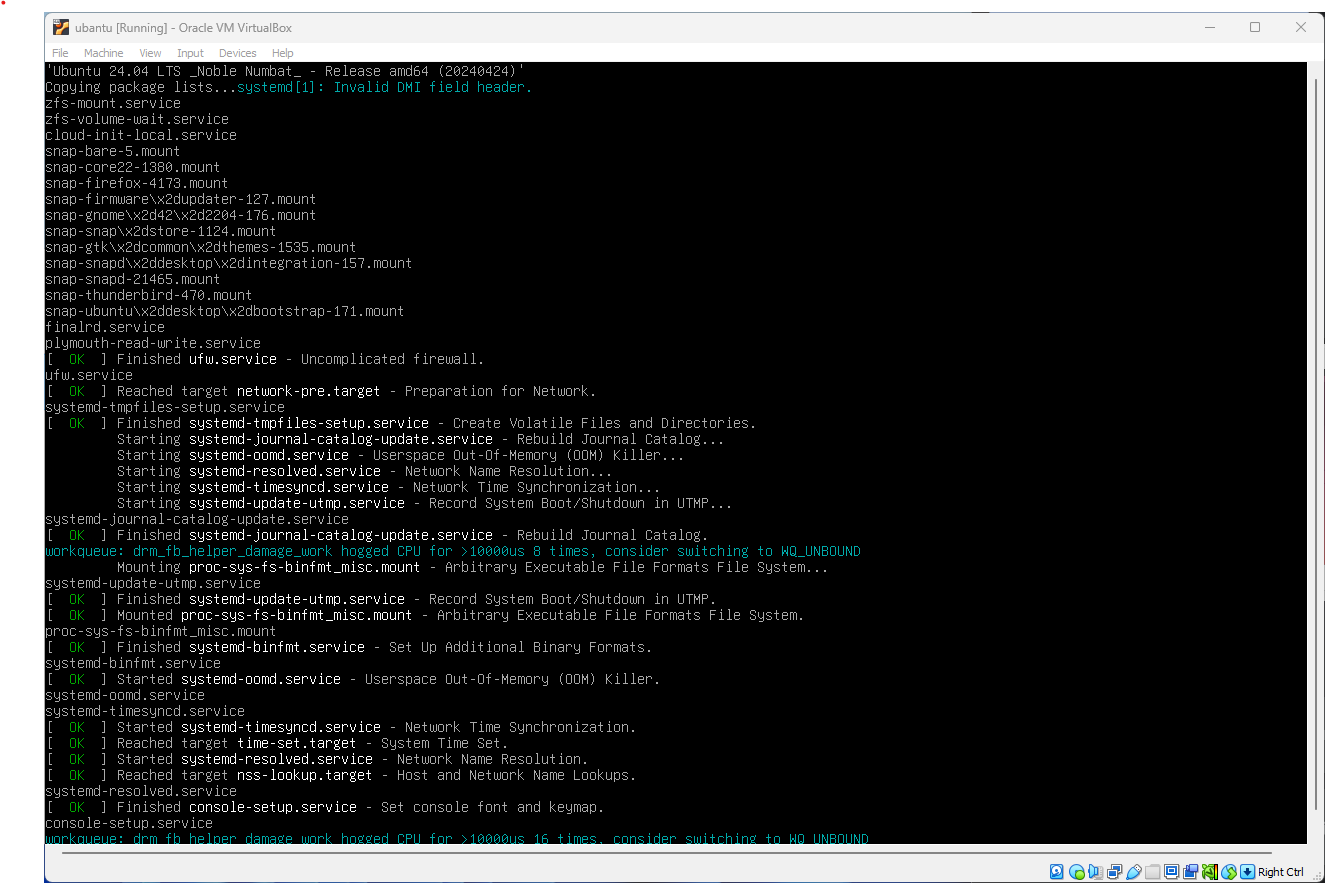 ubantu [Running] - Oracle VM VirtualBox
File Machine View Input Devices Help
'Ubuntu 24.04 LTS _Noble Numbat_ - Release amd64 (20240424)'
Copying package lists...systemd[1]: Invalid DMI field header.
zfs-mount.service
zfs-volume-wait.service
cloud-init-local.service
snap-bare-5.mount
snap-core22-1380.mount
snap-firefox-4173.mount
snap-firmware\x2dupdater-127.mount
snap-gnome\x2d42\x2d2204-176.mount
snap-snap\x2dstore-1124.mount
snap-gtk\x2dcommon\x2dthemes-1535.mount
snap-snapd\x2ddesktop\x2dintegration-157.mount
snap-snapd-21465.mount
snap-thunderbird-470.mount
snap-ubuntu\x2ddesktop\x2dbootstrap-171.mount
finalrd.service
plymouth-read-write.service
[  OK  ] Finished ufw.service - Uncomplicated firewall.
ufw.service
[  OK  ] Reached target network-pre.target - Preparation for Network.
systemd-tmpfiles-setup.service
[  OK  ] Finished systemd-tmpfiles-setup.service - Create Volatile Files and Directories.
         Starting systemd-journal-catalog-update.service - Rebuild Journal Catalog...
         Starting systemd-oomd.service - Userspace Out-Of-Memory (OOM) Killer...
         Starting systemd-resolved.service - Network Name Resolution...
         Starting systemd-timesyncd.service - Network Time Synchronization...
         Starting systemd-update-utmp.service - Record System Boot/Shutdown in UTMP...
systemd-journal-catalog-update.service
[  OK  ] Finished systemd-journal-catalog-update.service - Rebuild Journal Catalog.
workqueue: drm_fb_helper_damage_work hogged CPU for >10000us 8 times, consider switching to WQ_UNBOUND
         Mounting proc-sys-fs-binfmt_misc.mount - Arbitrary Executable File Formats File System...
systemd-update-utmp.service
[  OK  ] Finished systemd-update-utmp.service - Record System Boot/Shutdown in UTMP.
[  OK  ] Mounted proc-sys-fs-binfmt_misc.mount - Arbitrary Executable File Formats File System.
proc-sys-fs-binfmt_misc.mount
[  OK  ] Finished systemd-binfmt.service - Set Up Additional Binary Formats.
systemd-binfmt.service
[  OK  ] Started systemd-oomd.service - Userspace Out-Of-Memory (OOM) Killer.
systemd-oomd.service
systemd-timesyncd.service
[  OK  ] Started systemd-timesyncd.service - Network Time Synchronization.
[  OK  ] Reached target time-set.target - System Time Set.
[  OK  ] Started systemd-resolved.service - Network Name Resolution.
[  OK  ] Reached target nss-lookup.target - Host and Network Name Lookups.
systemd-resolved.service
[  OK  ] Finished console-setup.service - Set console font and keymap.
console-setup.service
workqueue: drm_fb_helper_damage_work hogged CPU for >10000us 16 times, consider switching to WQ_UNBOUND
Right Ctrl